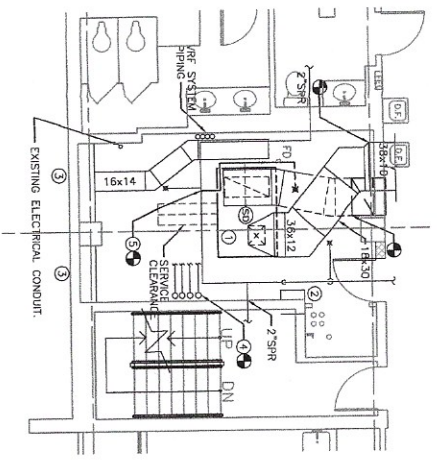 VRF SYSTEM
PIPING
2"SPR
D.F.
D.F.
38x10
FD
16x14
SD
36x12
18x30
1
3
5
SERVICE
CLEARANCE
EXISTING ELECTRICAL CONDUIT.
3
2
4
2"SPR
UP
DN